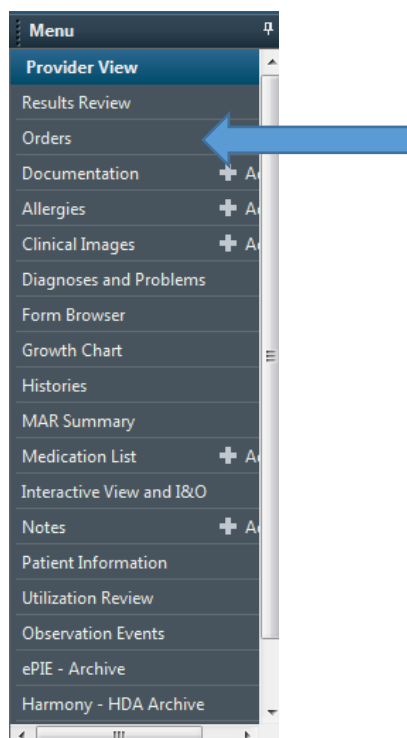 Menu
Provider View
Results Review
Orders
Documentation
Allergies
Clinical Images
Diagnoses and Problems
Form Browser
Growth Chart
Histories
MAR Summary
Medication List
Interactive View and I&O
Notes
Patient Information
Utilization Review
Observation Events
ePIE - Archive
Harmony - HDA Archive